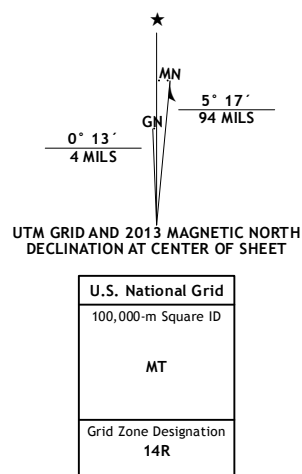 ★
MN
GN
5° 17´
94 MILS
0° 13´
4 MILS
UTM GRID AND 2013 MAGNETIC NORTH
DECLINATION AT CENTER OF SHEET
U.S. National Grid
100,000-m Square ID
MT
Grid Zone Designation
14R